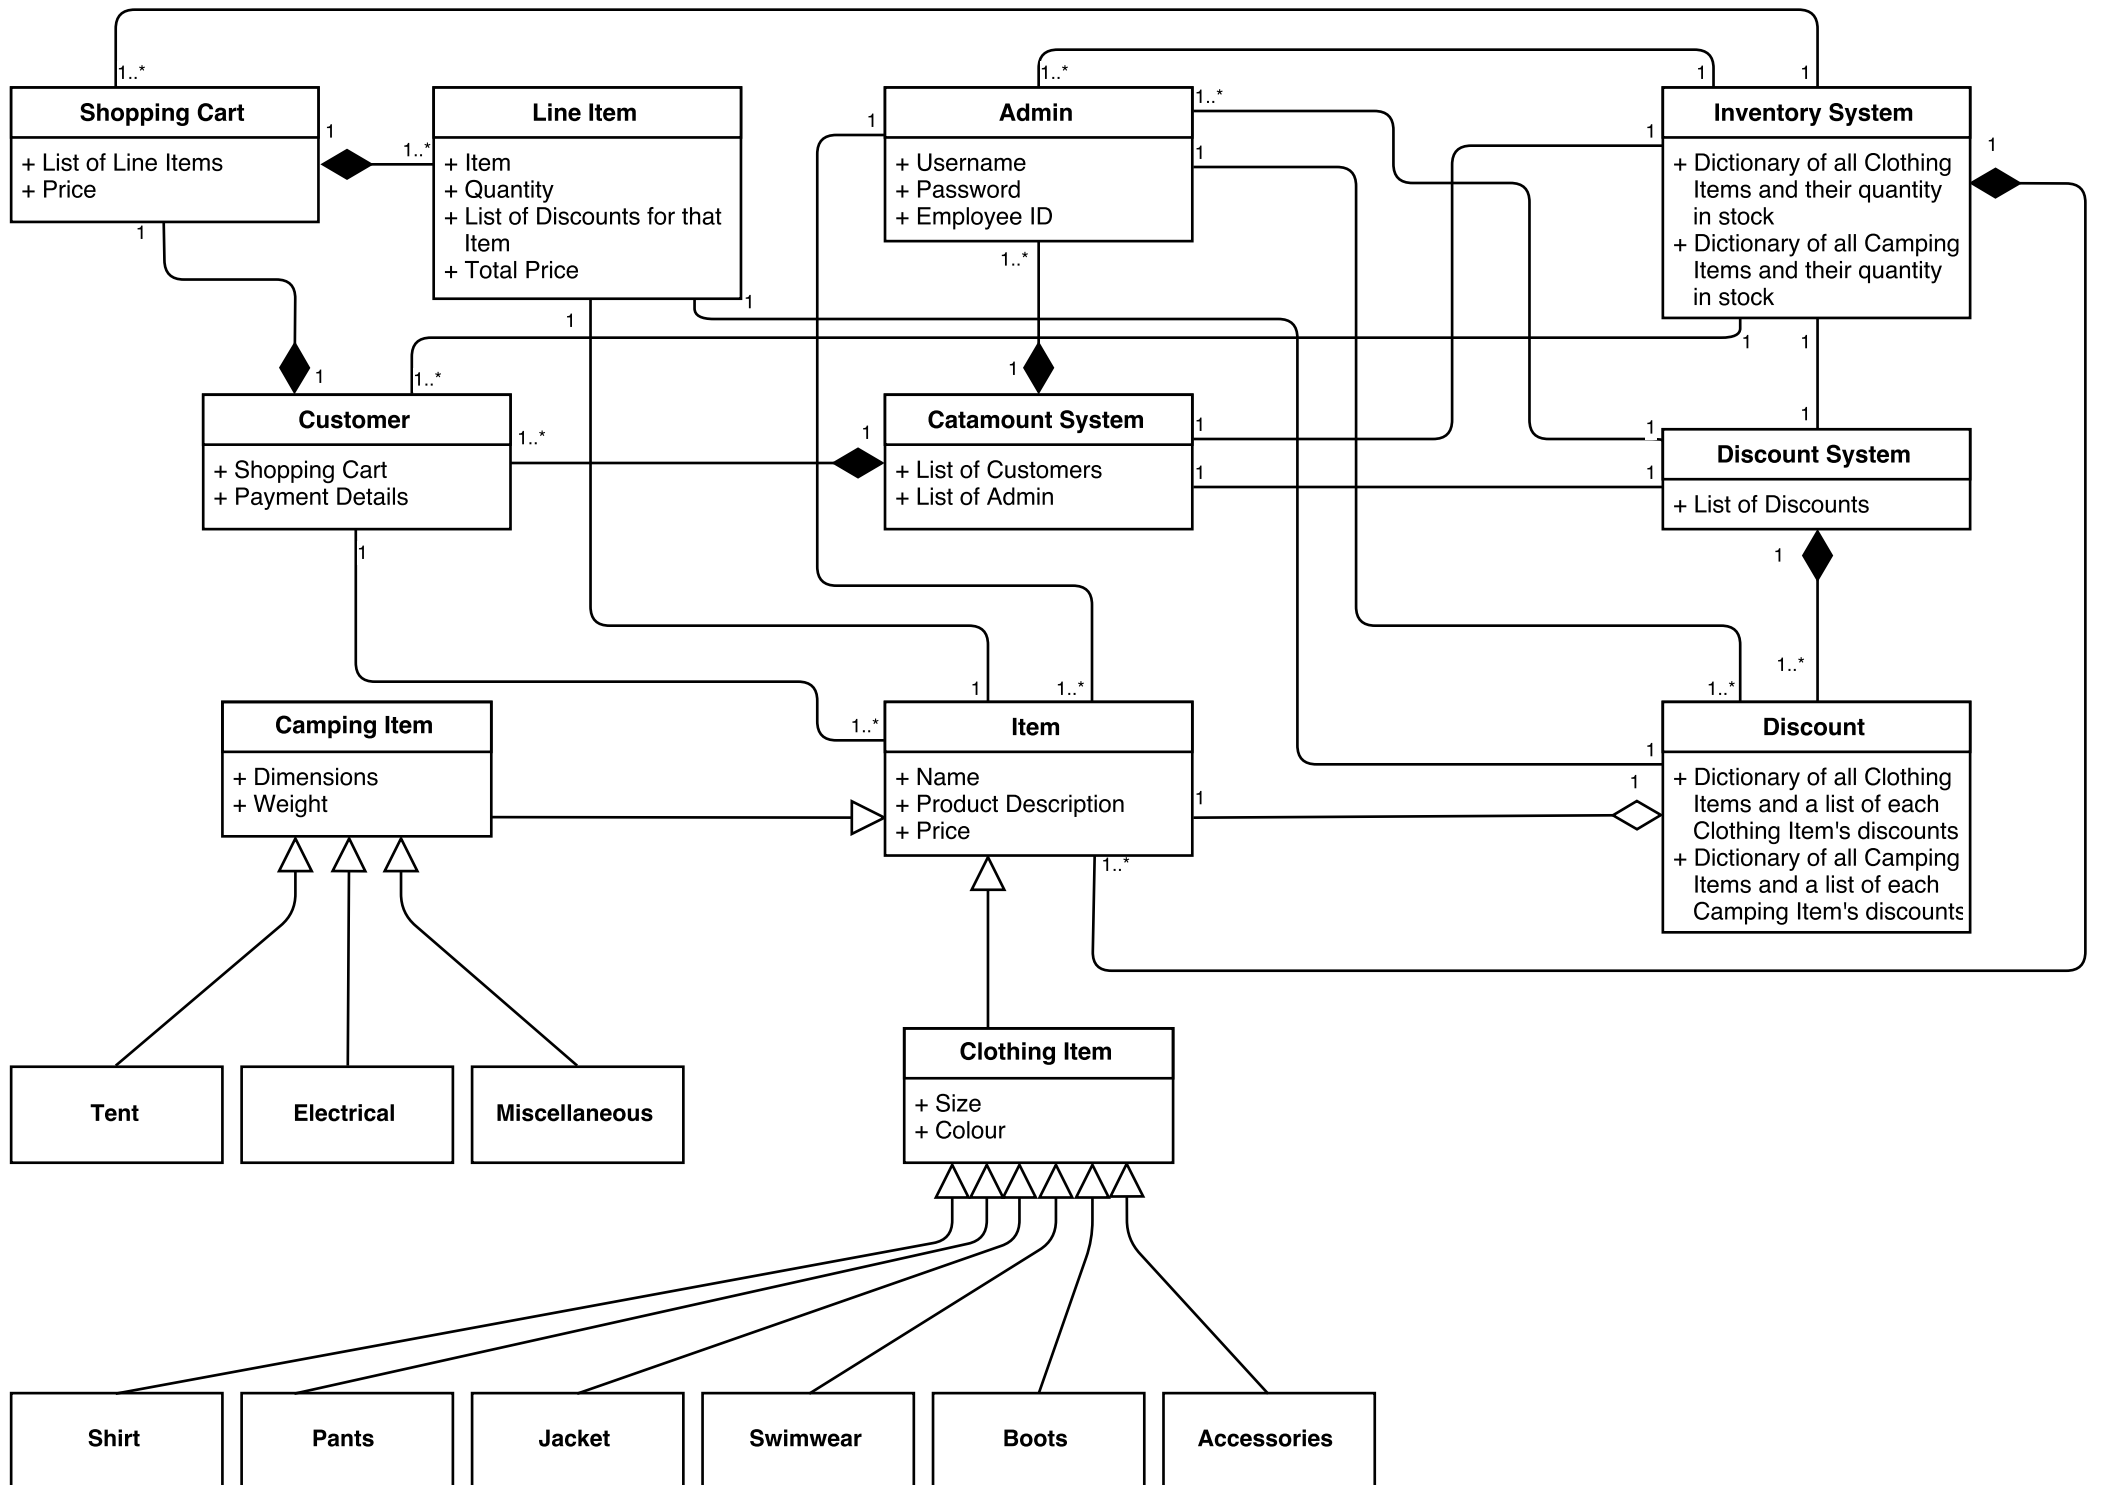 1..*
1..*
1
1
Shopping Cart
+ List of Line Items
+ Price
1
1..*
1
Line Item
+ Item
+ Quantity
+ List of Discounts for that
Item
+ Total Price
1
1
Admin
+ Username
+ Password
+ Employee ID
1
1..*
1
1..*
Inventory System
+ Dictionary of all Clothing
Items and their quantity
in stock
+ Dictionary of all Camping
Items and their quantity
in stock
1
1
1
1
1
1..*
Customer
+ Shopping Cart
+ Payment Details
1..*
1
1
1
Catamount System
+ List of Customers
+ List of Admin
1
1
1
1
1
Discount System
+ List of Discounts
1
1..*
1..*
Camping Item
+ Dimensions
+ Weight
1
1..*
1..*
Item
+ Name
+ Product Description
+ Price
1
1..*
1
1
Discount
+ Dictionary of all Clothing
Items and a list of each
Clothing Item's discounts
+ Dictionary of all Camping
Items and a list of each
Camping Item's discounts
Tent
Electrical
Miscellaneous
Clothing Item
+ Size
+ Colour
Shirt
Pants
Jacket
Swimwear
Boots
Accessories